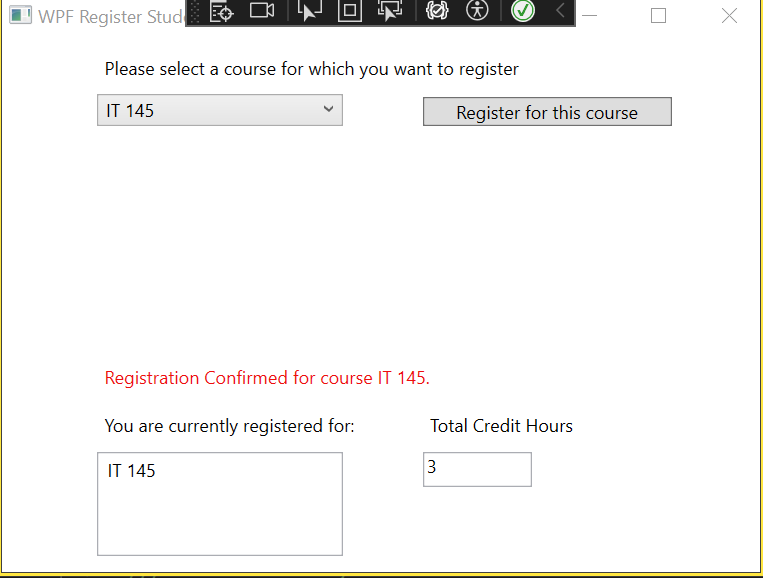 WPF Register Stud
Please select a course for which you want to register
IT 145
Register for this course
Registration Confirmed for course IT 145.
You are currently registered for:
Total Credit Hours
IT 145
3